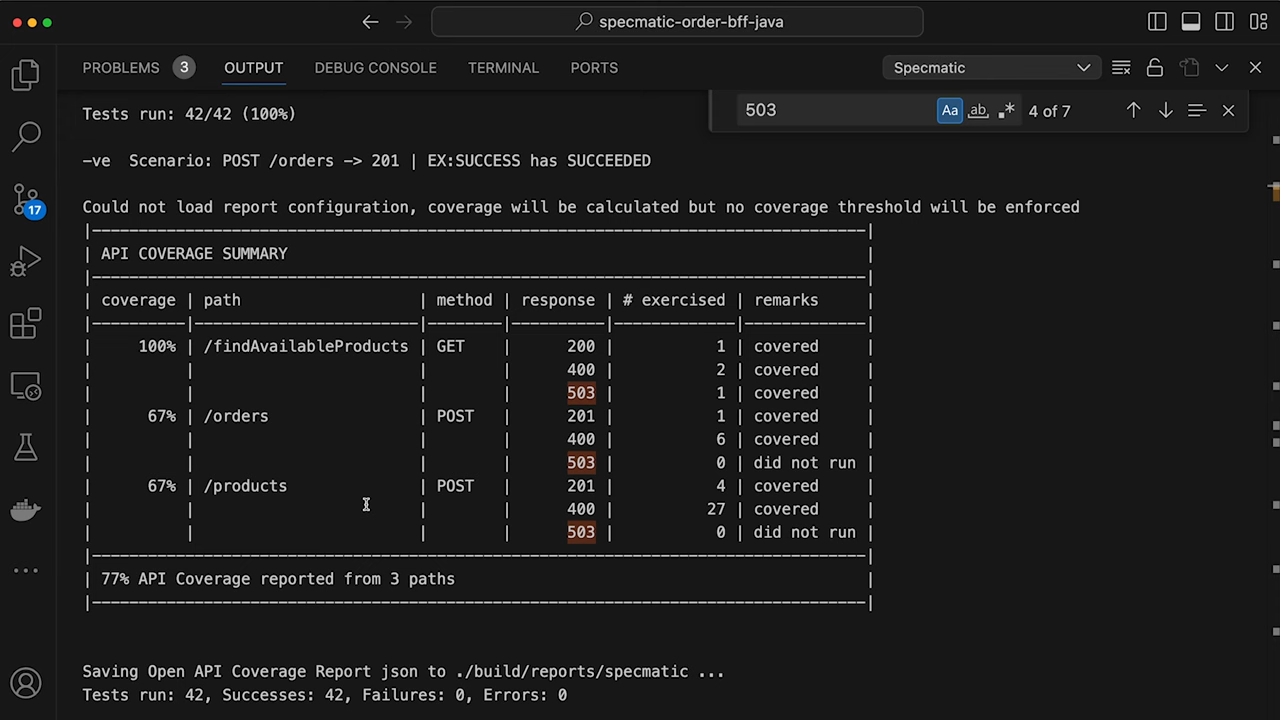 specmatic-order-bff-java
PROBLEMS 3 OUTPUT DEBUG CONSOLE TERMINAL PORTS Specmatic
503 Aa ab 4 of 7
Tests run: 42/42 (100%)
-ve Scenario: POST /orders -> 201 | EX:SUCCESS has SUCCEEDED
17
Could not load report configuration, coverage will be calculated but no coverage threshold will be enforced
|-----------------------------------------------------------------------------------|
| API COVERAGE SUMMARY |
|-----------------------------------------------------------------------------------|
| coverage | path | method | response | # exercised | remarks |
|----------|------------------------|--------|----------|-------------|-------------|
| 100% | /findAvailableProducts | GET | 200 | 1 | covered
| | | | 400 | 2 | covered
| | | | 503 | 1 | covered
| 67% | /orders | POST | 201 | 1 | covered
| | | | 400 | 6 | covered
| | | | 503 | 0 | did not run |
| 67% | /products | POST | 201 | 4 | covered
| | | | 400 | 27 | covered
| | | | 503 | 0 | did not run |
|-----------------------------------------------------------------------------------|
| 77% API Coverage reported from 3 paths |
|-----------------------------------------------------------------------------------|
Saving Open API Coverage Report json to ./build/reports/specmatic ...
Tests run: 42, Successes: 42, Failures: 0, Errors: 0